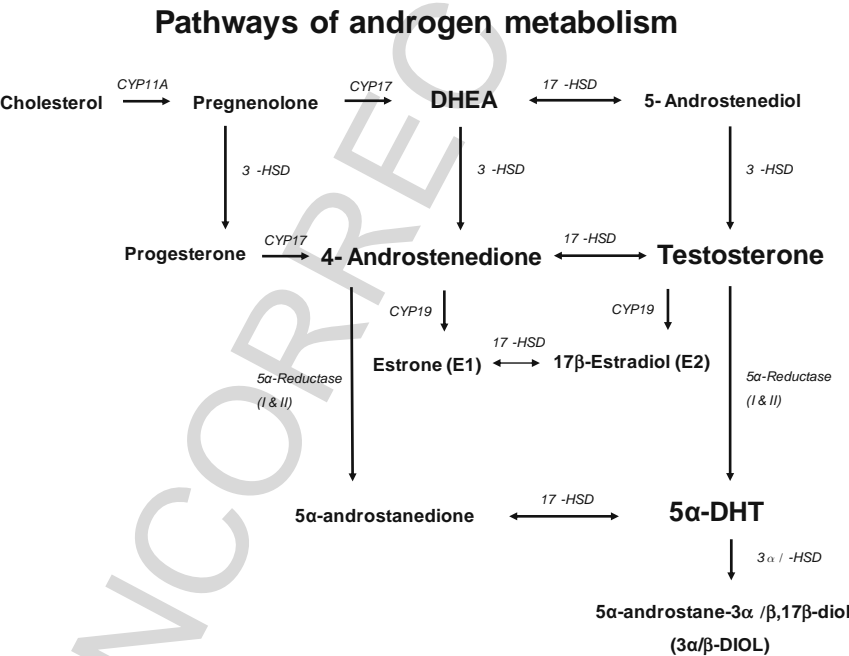 Pathways of androgen metabolism
CYP11A CYP17 17 -HSD
Cholesterol Pregnenolone DHEA 5- Androstenediol
3 -HSD 3 -HSD 3 -HSD
CYP17 17 -HSD
Progesterone 4- Androstenedione Testosterone
CYP19 CYP19
17 -HSD
Estrone (E1) 17β-Estradiol (E2)
5α-Reductase 5α-Reductase
(I & II) (I & II)
17 -HSD
5α-androstanedione 5α-DHT
3 α / -HSD
5α-androstane-3α /β,17β-diol
(3α/β-DIOL)
NCORREC